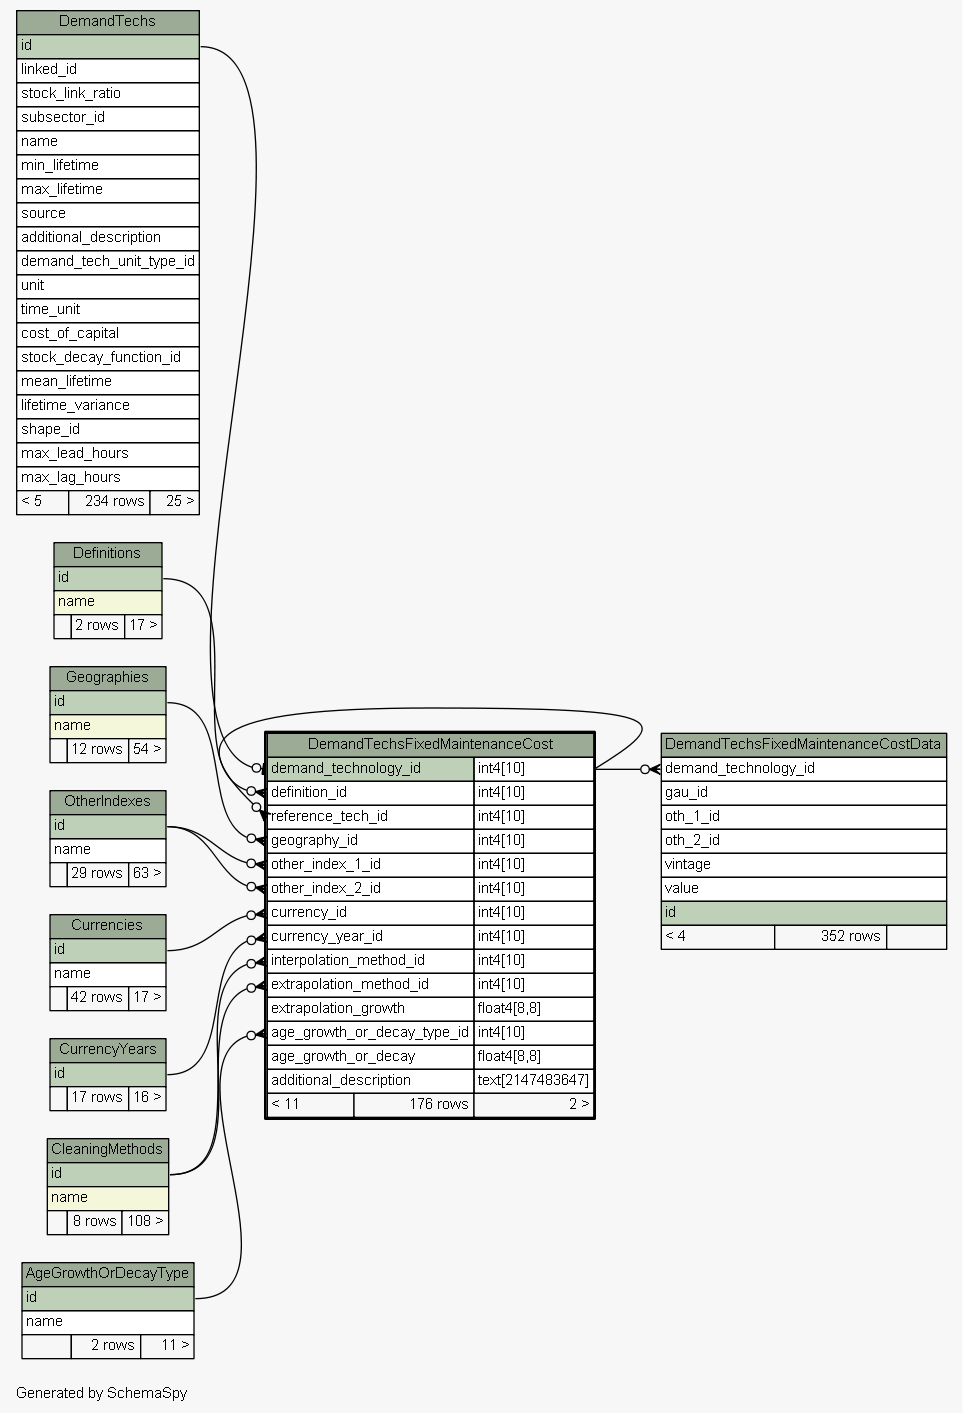 DemandTechs
id
linked_id
stock_link_ratio
subsector_id
name
min_lifetime
max_lifetime
source
additional_description
demand_tech_unit_type_id
unit
time_unit
cost_of_capital
stock_decay_function_id
mean_lifetime
lifetime_variance
shape_id
max_lead_hours
max_lag_hours
< 5 234 rows 25 >
Definitions
id
name
2 rows 17 >
Geographies
id
name
12 rows 54 >
OtherIndexes
id
name
29 rows 63 >
Currencies
id
name
42 rows 17 >
CurrencyYears
id
17 rows 16 >
CleaningMethods
id
name
8 rows 108 >
AgeGrowthOrDecayType
id
name
2 rows 11 >
DemandTechsFixedMaintenanceCost
demand_technology_id int4[10]
definition_id int4[10]
reference_tech_id int4[10]
geography_id int4[10]
other_index_1_id int4[10]
other_index_2_id int4[10]
currency_id int4[10]
currency_year_id int4[10]
interpolation_method_id int4[10]
extrapolation_method_id int4[10]
extrapolation_growth float4[8,8]
age_growth_or_decay_type_id int4[10]
age_growth_or_decay float4[8,8]
additional_description text[2147483647]
< 11 176 rows 2 >
DemandTechsFixedMaintenanceCostData
demand_technology_id
gau_id
oth_1_id
oth_2_id
vintage
value
id
< 4 352 rows
Generated by SchemaSpy